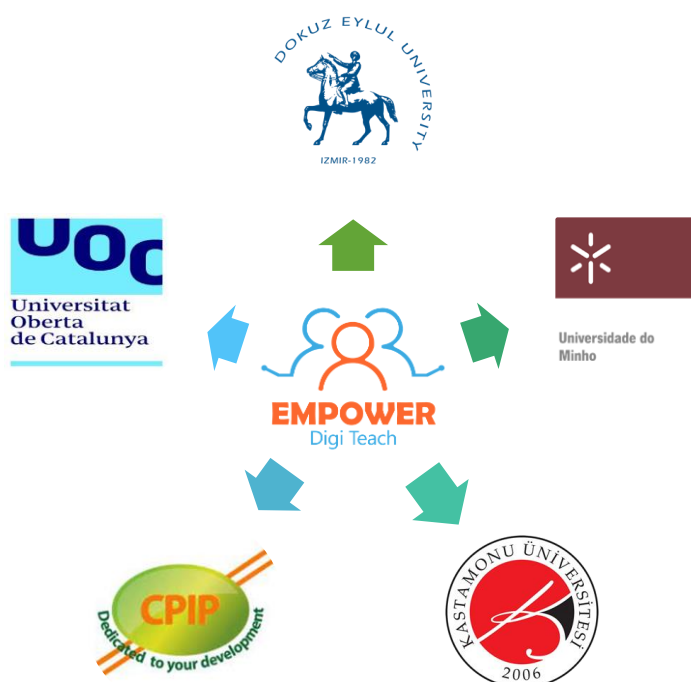 DOKUZ EYLUL UNIVERSITY
IZMIR-1982
UOC
Universitat
Oberta
de Catalunya
Universidade do
Minho
EMPOWER
Digi Teach
CPIP
Dedicated to your development
KASTAMONU ÜNİVERSİTESİ
2006